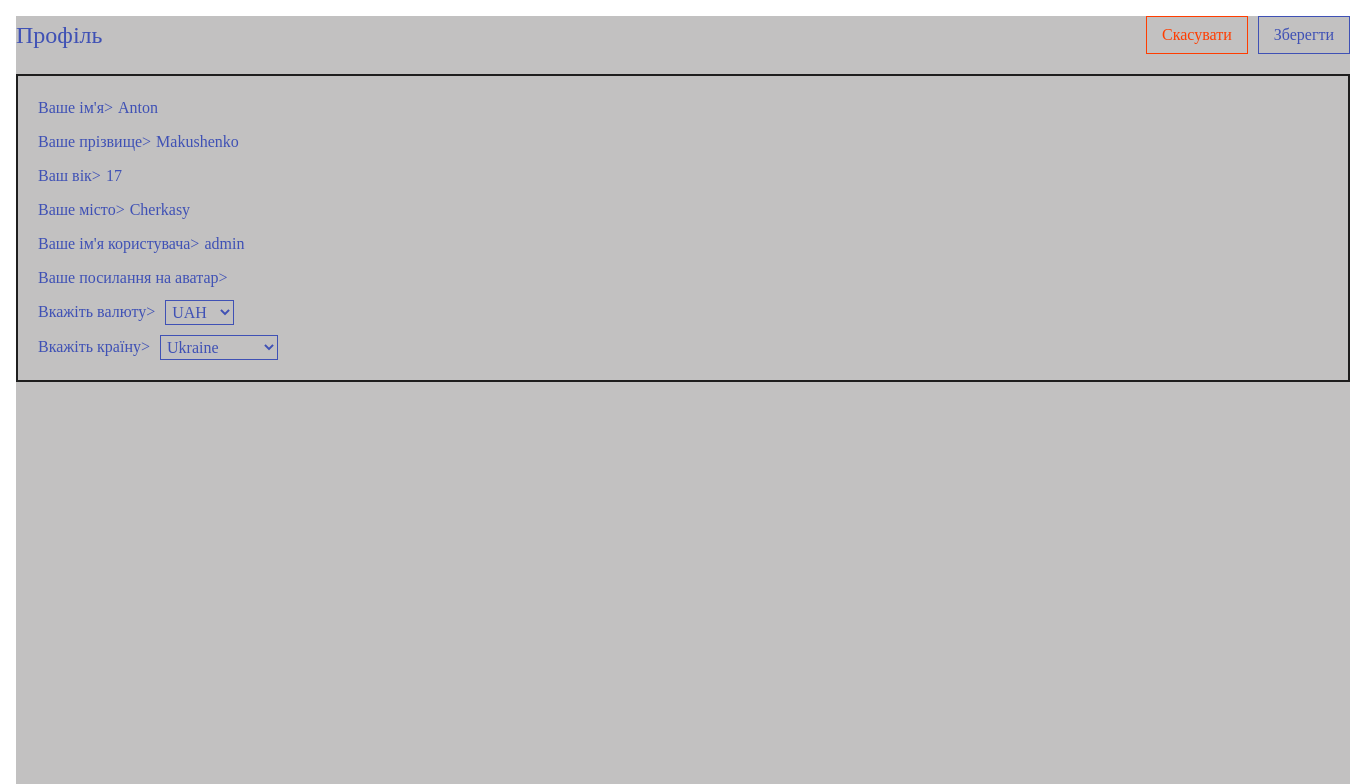 Профіль
Скасувати
Зберегти
Ваше ім'я> Anton
Ваше прізвище> Makushenko
Ваш вік> 17
Ваше місто> Cherkasy
Ваше ім'я користувача> admin
Ваше посилання на аватар>
Вкажіть валюту> UAH
Вкажіть країну> Ukraine